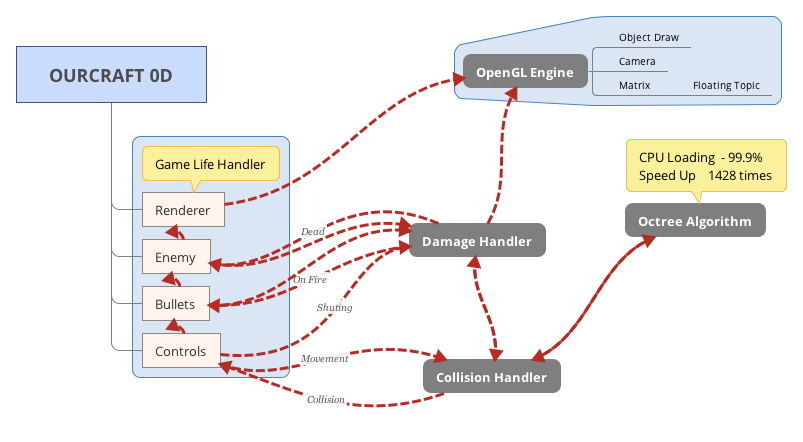 OURCRAFT 0D
Object Draw
Camera
OpenGL Engine
Matrix
Floating Topic
Game Life Handler
CPU Loading - 99.9%
Speed Up 1428 times
Renderer
Octree Algorithm
Dead
Damage Handler
Enemy
On Fire
Bullets
Shuting
Controls
Movement
Collision Handler
Collision